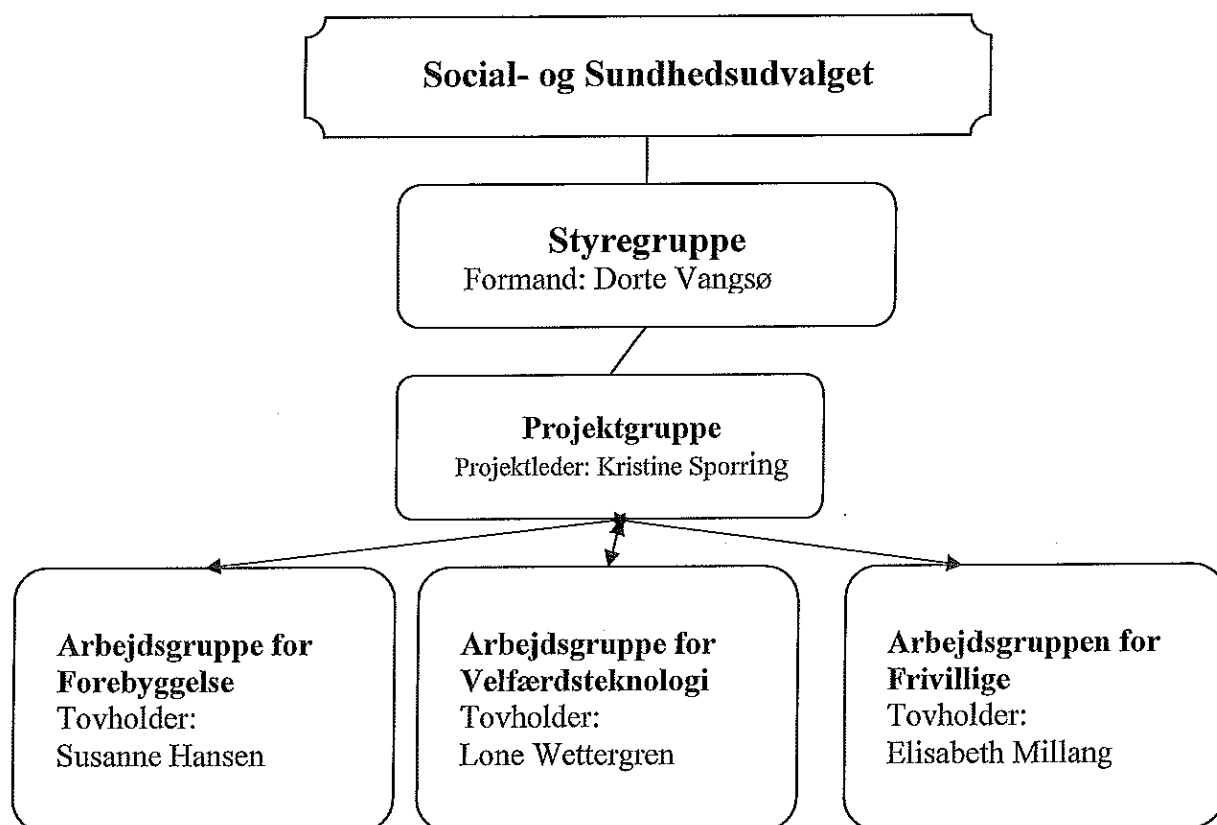 Social- og Sundhedsudvalget
Styregruppe
Formand: Dorte Vangsø
Projektgruppe
Projektleder: Kristine Sporring
Arbejdsgruppe for
Forebyggelse
Tovholder:
Susanne Hansen
Arbejdsgruppe for
Velfærdsteknologi
Tovholder:
Lone Wettergren
Arbejdsgruppen for
Frivillige
Tovholder:
Elisabeth Millang